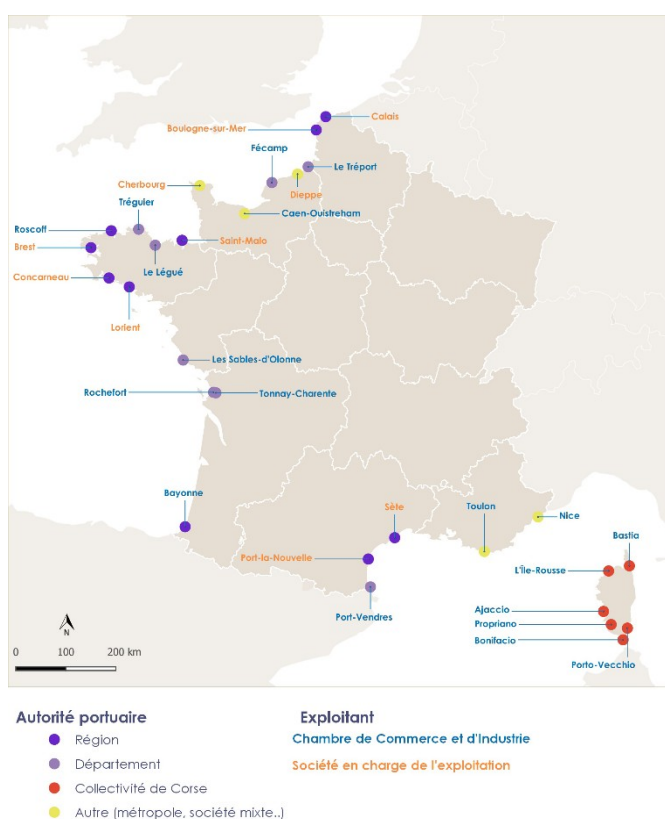 Calais
Boulogne-sur-Mer
Fécamp
Le Tréport
Cherbourg
Dieppe
Tréguier
Caen-Ouistreham
Roscoff
Saint-Malo
Brest
Le Légué
Concarneau
Lorient
Les Sables-d'Olonne
Rochefort
Tonnay-Charente
Bayonne
Sète
Toulon
Nice
Bastia
Port-la-Nouvelle
L'Île-Rousse
Ajaccio
Port-Vendres
Propriano
Bonifacio
Porto-Vecchio
N
0 100 200 km
Autorité portuaire
Région
Département
Collectivité de Corse
Autre (métropole, société mixte..)
Exploitant
Chambre de Commerce et d'Industrie
Société en charge de l'exploitation